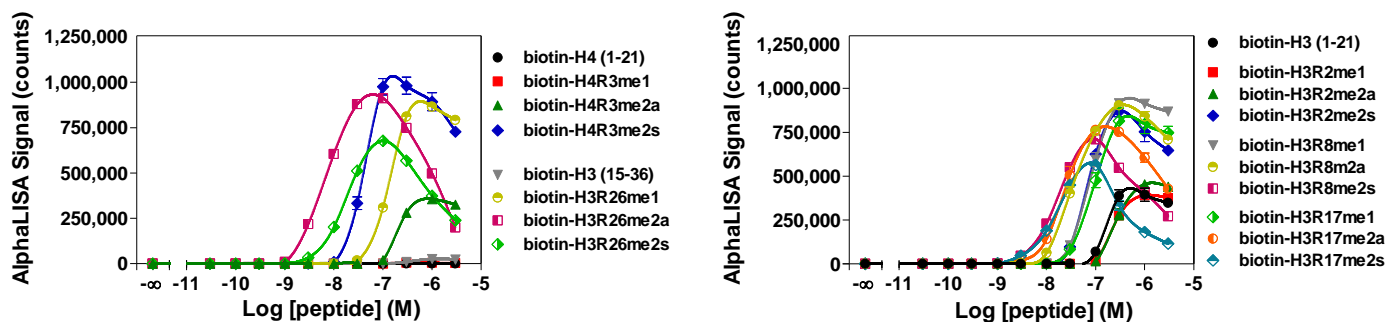 AlphaLISA Signal (counts)
1,250,000
1,000,000
750,000
500,000
250,000
0
-∞ -11 -10 -9 -8 -7 -6 -5
Log [peptide] (M)
biotin-H4 (1-21)
biotin-H4R3me1
biotin-H4R3me2a
biotin-H4R3me2s
biotin-H3 (15-36)
biotin-H3R26me1
biotin-H3R26me2a
biotin-H3R26me2s
AlphaLISA Signal (counts)
1,250,000
1,000,000
750,000
500,000
250,000
0
-∞ -11 -10 -9 -8 -7 -6 -5
Log [peptide] (M)
biotin-H3 (1-21)
biotin-H3R2me1
biotin-H3R2me2a
biotin-H3R2me2s
biotin-H3R8me1
biotin-H3R8m2a
biotin-H3R8me2s
biotin-H3R17me1
biotin-H3R17me2a
biotin-H3R17me2s